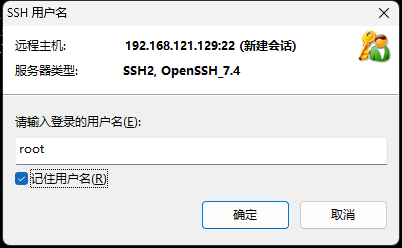 SSH 用户名
远程主机: 192.168.121.129:22 (新建会话)
服务器类型: SSH2, OpenSSH_7.4
请输入登录的用户名(E):
root
记住用户名(R)
确定 取消